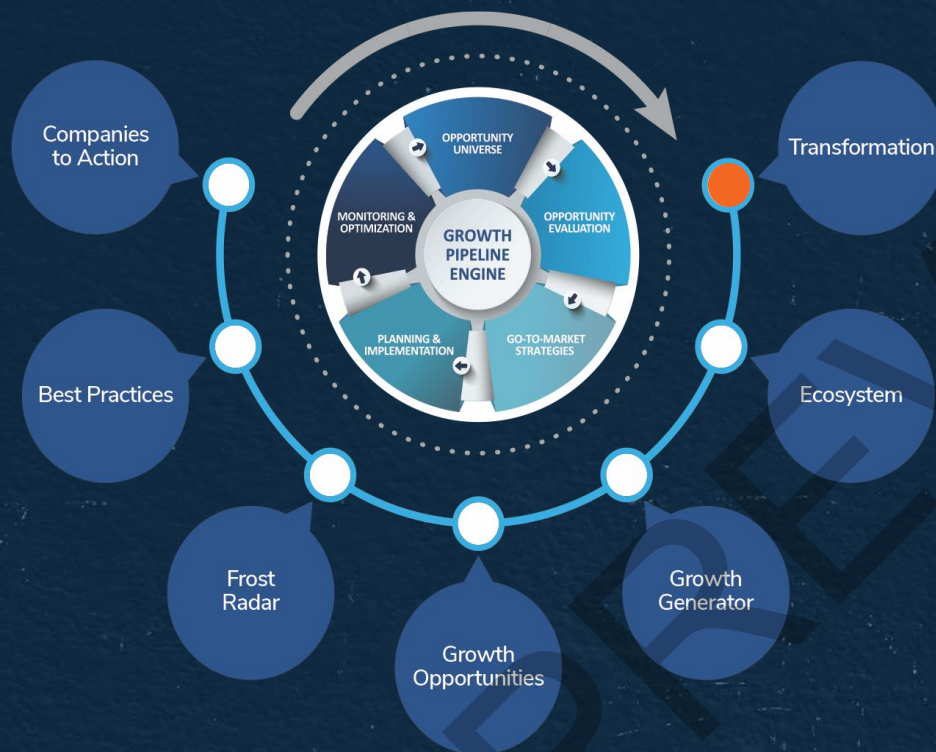 OPPORTUNITY
UNIVERSE
OPPORTUNITY
EVALUATION
GO-TO-MARKET
STRATEGIES
PLANNING &
IMPLEMENTATION
MONITORING &
OPTIMIZATION
GROWTH
PIPELINE
ENGINE
Companies
to Action
Best Practices
Frost
Radar
Growth
Opportunities
Growth
Generator
Ecosystem
Transformation